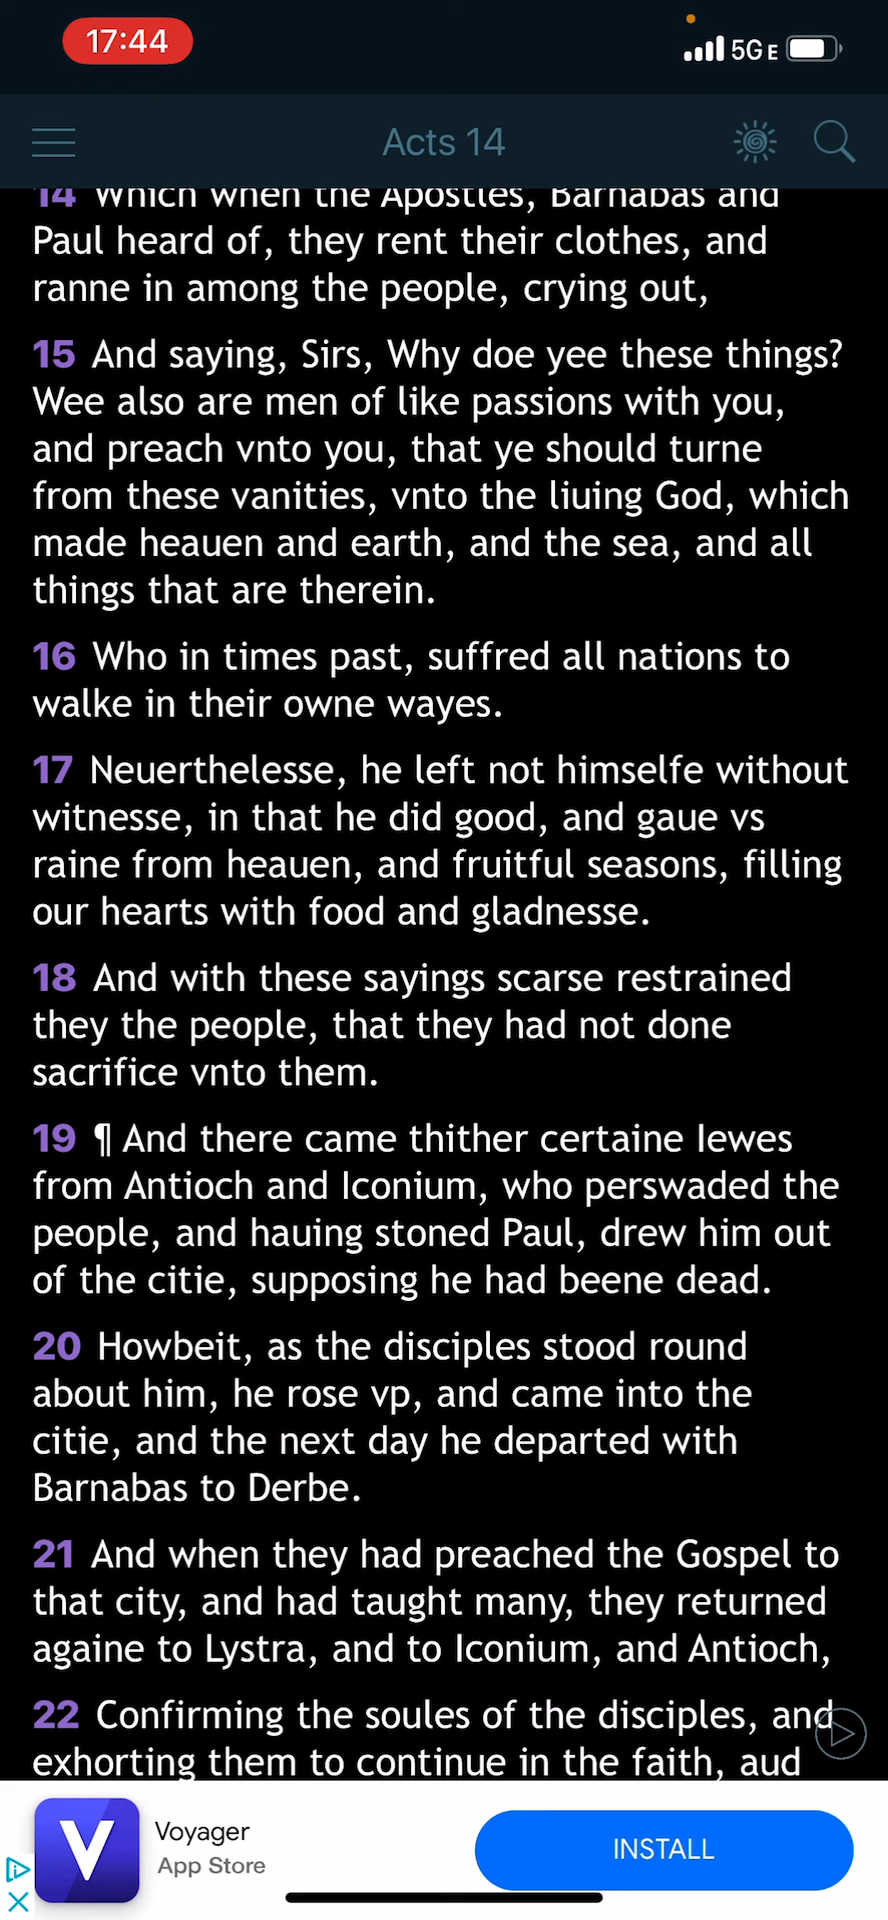 17:44
5GE
Acts 14
14 Which when the Apostles, Barnabas and
Paul heard of, they rent their clothes, and
ranne in among the people, crying out,
15 And saying, Sirs, Why doe yee these things?
Wee also are men of like passions with you,
and preach vnto you, that ye should turne
from these vanities, vnto the liuing God, which
made heauen and earth, and the sea, and all
things that are therein.
16 Who in times past, suffred all nations to
walke in their owne wayes.
17 Neuerthelesse, he left not himselfe without
witnesse, in that he did good, and gaue vs
raine from heauen, and fruitful seasons, filling
our hearts with food and gladnesse.
18 And with these sayings scarse restrained
they the people, that they had not done
sacrifice vnto them.
19 ¶ And there came thither certaine Iewes
from Antioch and Iconium, who perswaded the
people, and hauing stoned Paul, drew him out
of the citie, supposing he had beene dead.
20 Howbeit, as the disciples stood round
about him, he rose vp, and came into the
citie, and the next day he departed with
Barnabas to Derbe.
21 And when they had preached the Gospel to
that city, and had taught many, they returned
againe to Lystra, and to Iconium, and Antioch,
22 Confirming the soules of the disciples, and
exhorting them to continue in the faith, aud
V
Voyager
App Store
INSTALL